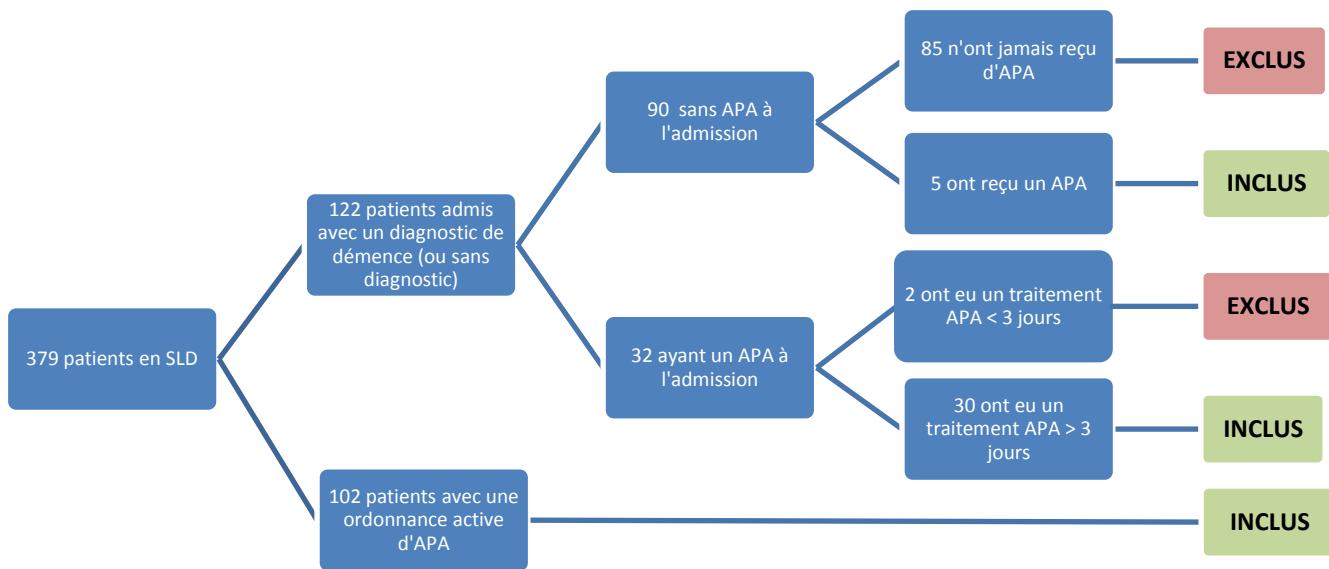 379 patients en SLD
122 patients admis
avec un diagnostic de
démence (ou sans
diagnostic)
90 sans APA à
l'admission
85 n'ont jamais reçu
d'APA
EXCLUS
5 ont reçu un APA
INCLUS
32 ayant un APA à
l'admission
2 ont eu un traitement
APA < 3 jours
EXCLUS
30 ont eu un
traitement APA > 3
jours
INCLUS
102 patients avec une
ordonnance active
d'APA
INCLUS